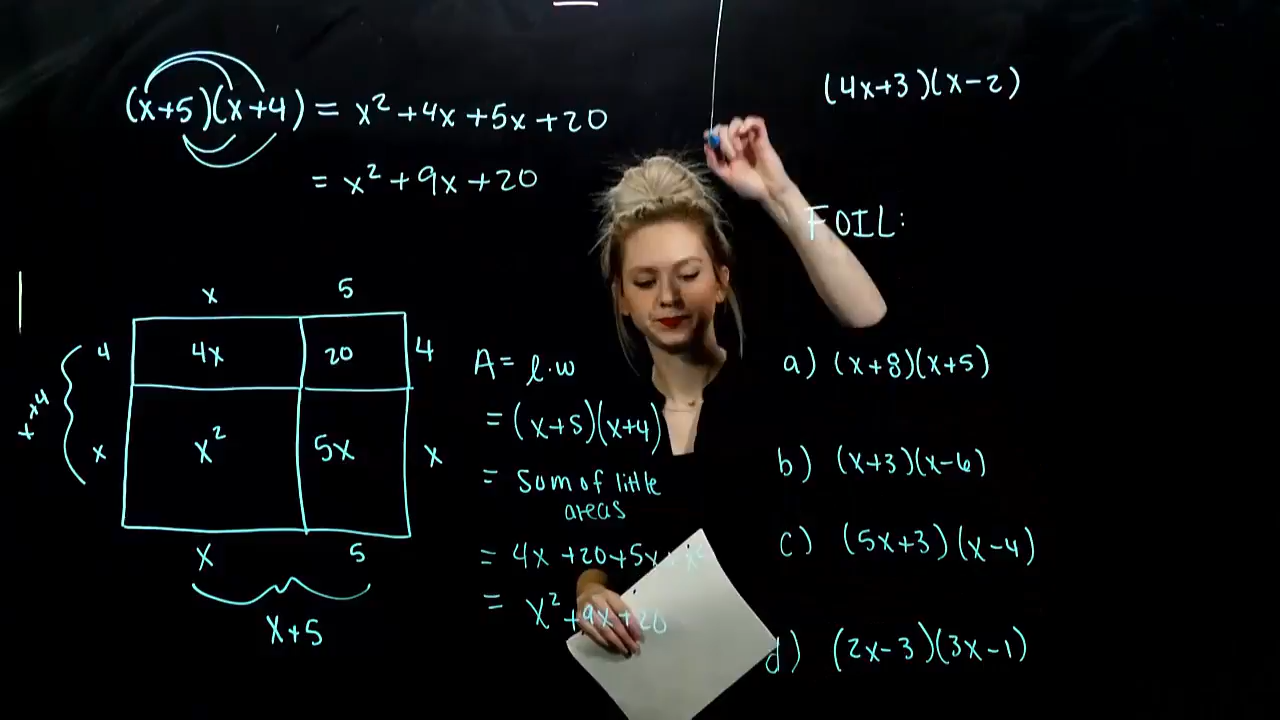 (x+5)(x+4) = x² + 4x + 5x + 20
= x² + 9x + 20
x 5
4 4x 20 4
x+4
x x² 5x x
x 5
x+5
A = l·w
= (x+5)(x+4)
= Sum of little
areas
= 4x + 20 + 5x + x²
= x² + 9x + 20
(4x+3)(x-2)
FOIL:
a) (x+8)(x+5)
b) (x+3)(x-6)
c) (5x+3)(x-4)
d) (2x-3)(3x-1)